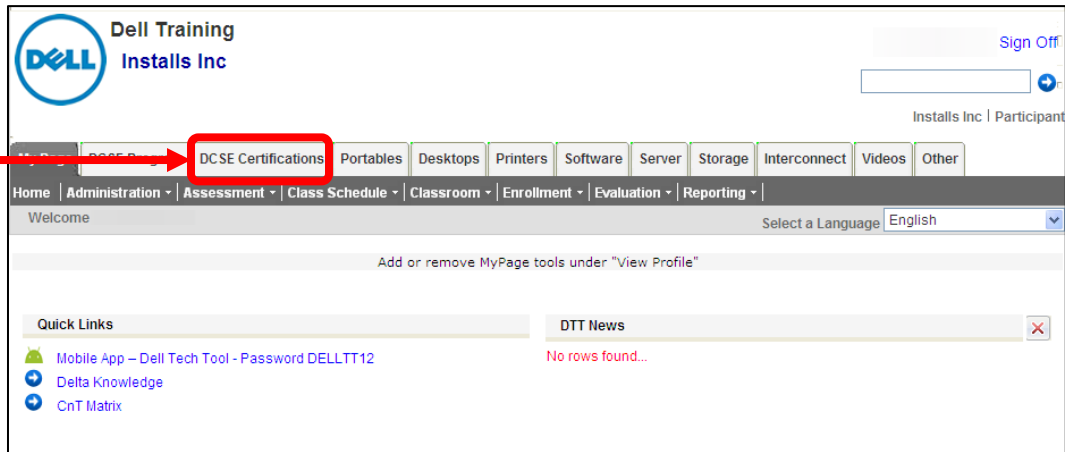 Dell Training
DELL
Installs Inc
Sign Off
Installs Inc | Participant
DCSE Certifications Portables Desktops Printers Software Server Storage Interconnect Videos Other
Home | Administration | Assessment | Class Schedule | Classroom | Enrollment | Evaluation | Reporting |
Welcome
Select a Language English
Add or remove MyPage tools under "View Profile"
Quick Links
DTT News
Mobile App – Dell Tech Tool - Password DELLTT12
No rows found...
Delta Knowledge
CnT Matrix